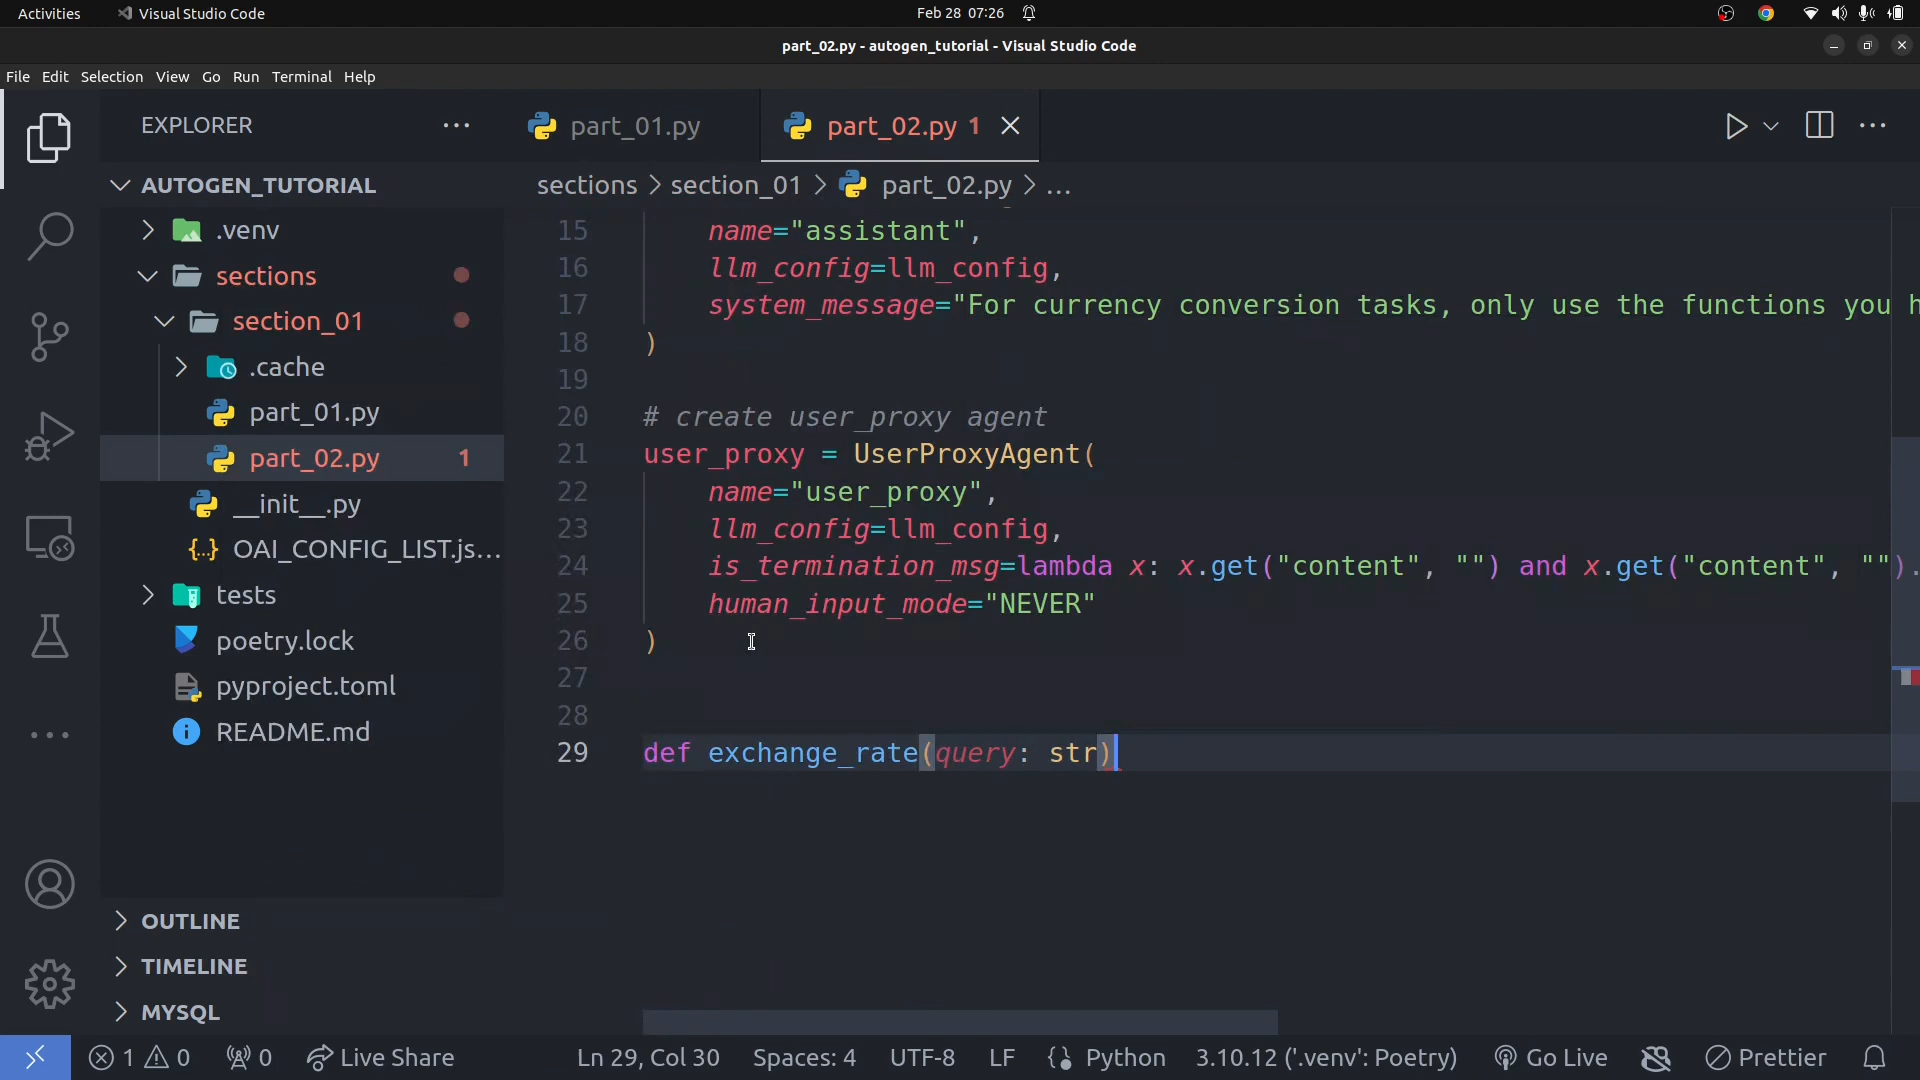 Activities Visual Studio Code Feb 28 07:26
part_02.py - autogen_tutorial - Visual Studio Code
File Edit Selection View Go Run Terminal Help
EXPLORER
part_01.py
part_02.py 1
AUTOGEN_TUTORIAL
sections > section_01 > part_02.py > ...
.venv
sections
section_01
.cache
part_01.py
part_02.py 1
__init__.py
OAI_CONFIG_LIST.js...
tests
poetry.lock
pyproject.toml
README.md
OUTLINE
TIMELINE
MYSQL
15 name="assistant",
16 llm_config=llm_config,
17 system_message="For currency conversion tasks, only use the functions you h
18 )
19
20 # create user_proxy agent
21 user_proxy = UserProxyAgent(
22 name="user_proxy",
23 llm_config=llm_config,
24 is_termination_msg=lambda x: x.get("content", "") and x.get("content", "").
25 human_input_mode="NEVER"
26 )
27
28
29 def exchange_rate(query: str)
1 0 0 Live Share Ln 29, Col 30 Spaces: 4 UTF-8 LF Python 3.10.12 ('.venv': Poetry) Go Live Prettier